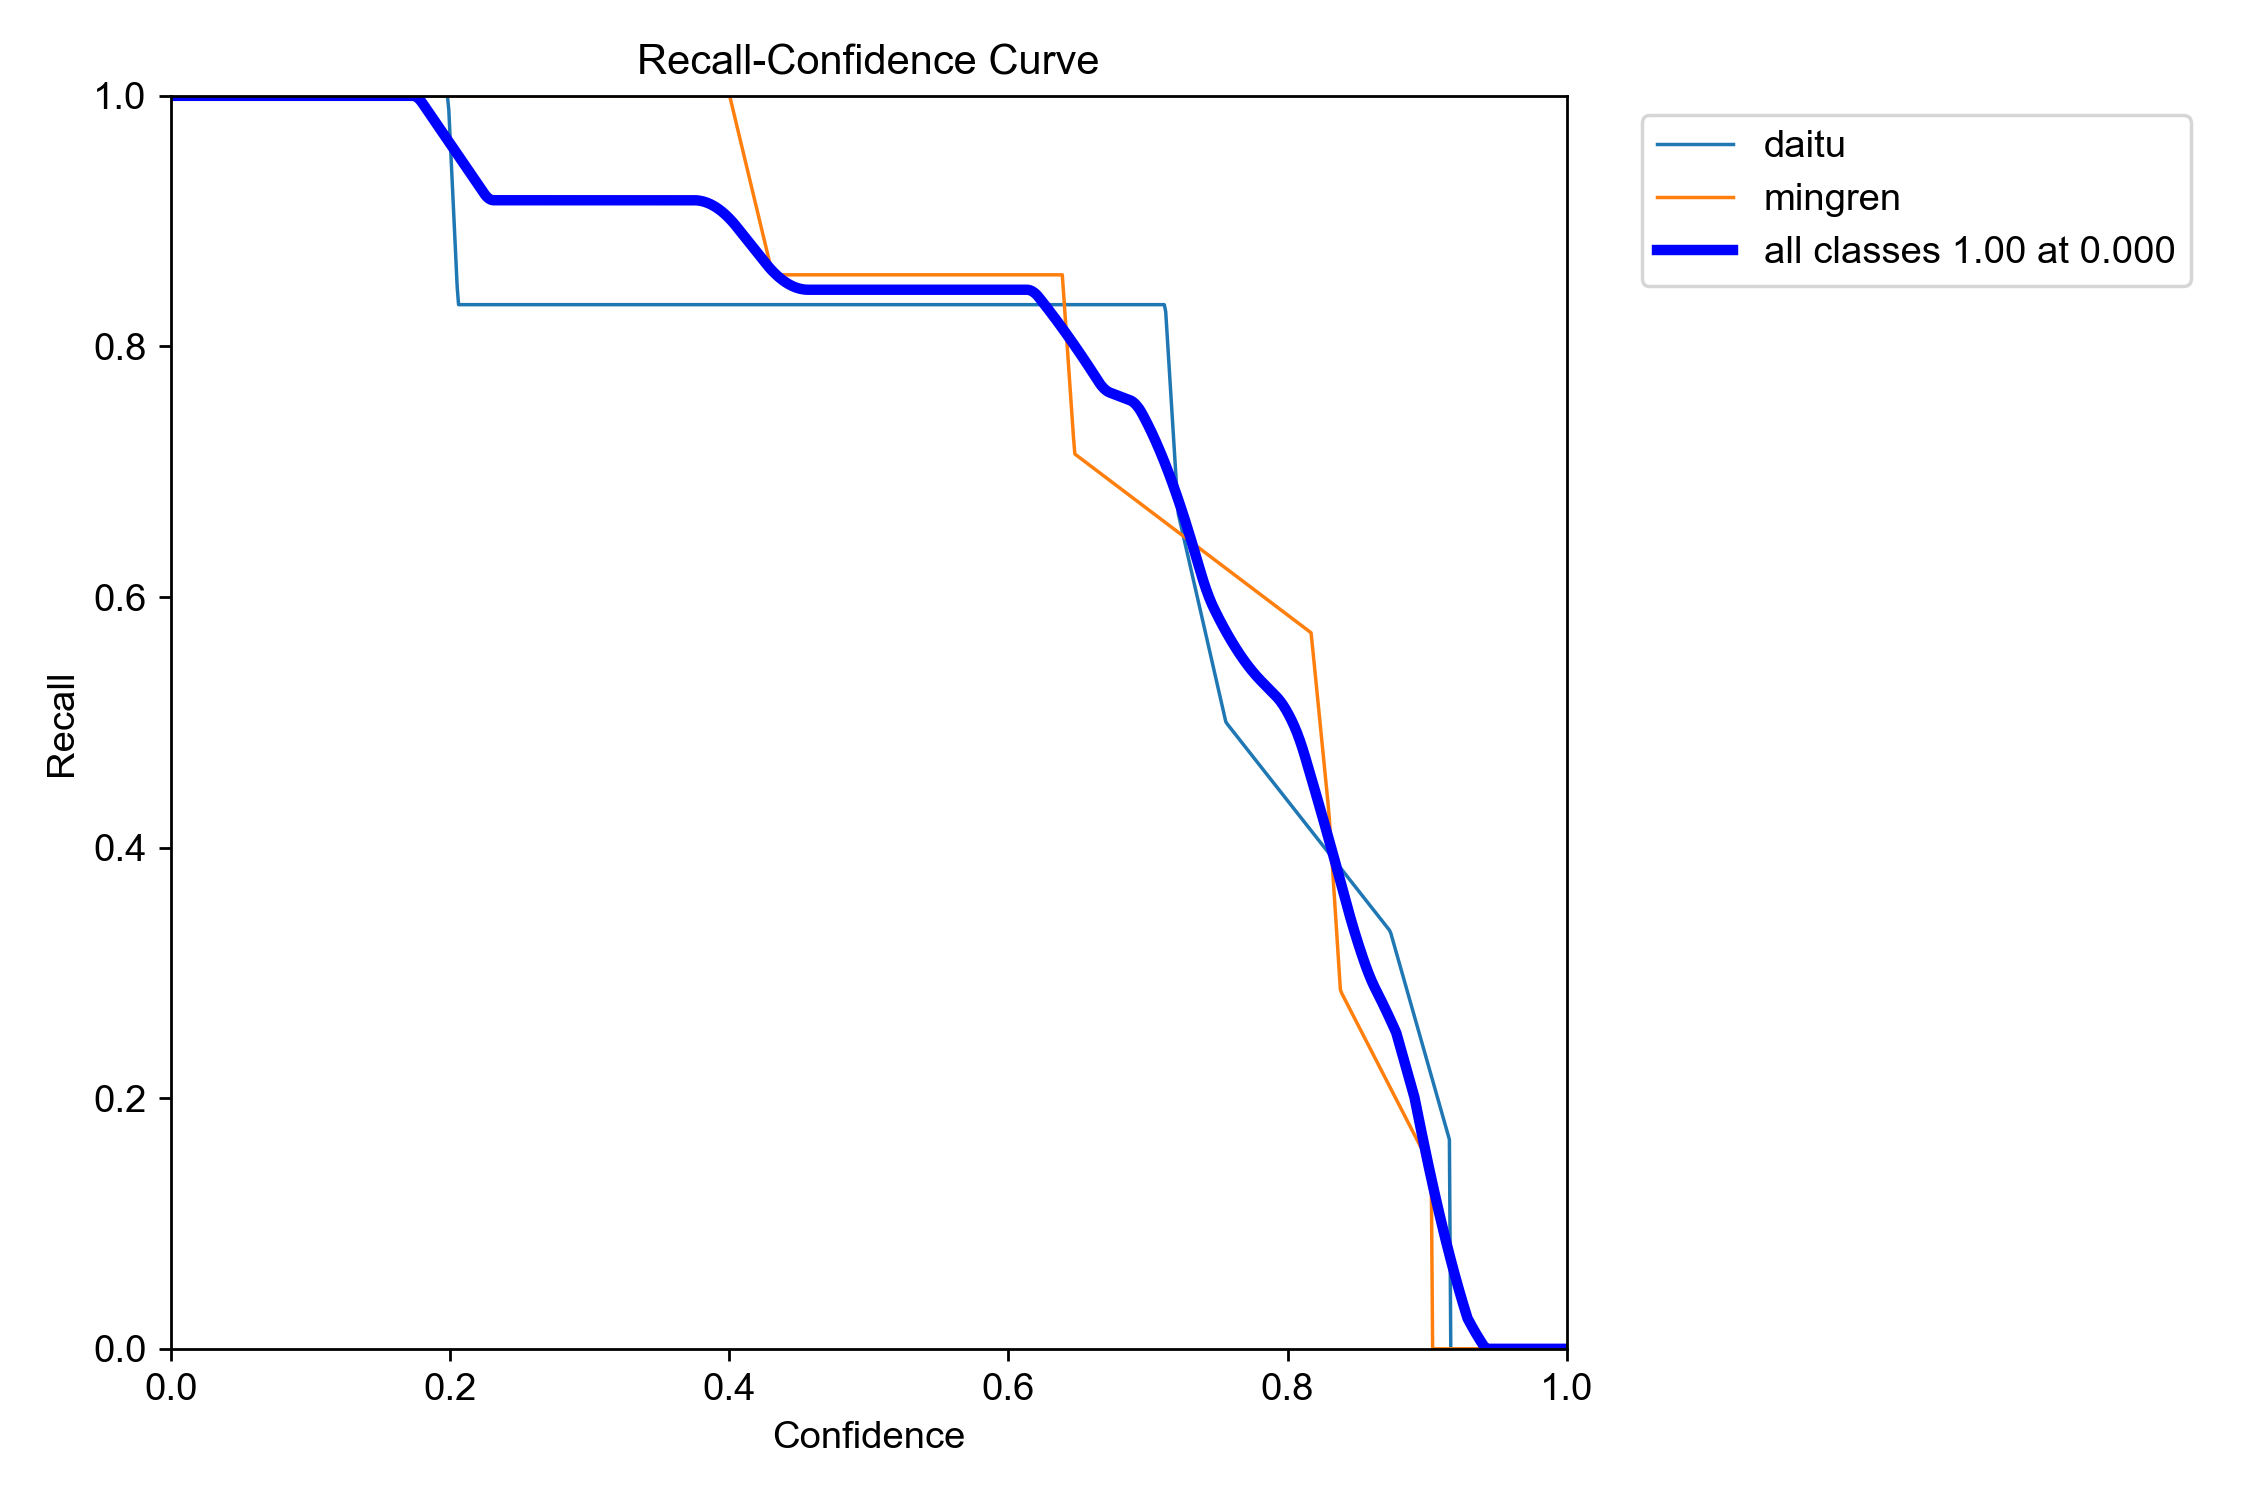 Recall-Confidence Curve
1.0
0.8
0.6
0.4
0.2
0.0
Recall
0.0 0.2 0.4 0.6 0.8 1.0
Confidence
daitu
mingren
all classes 1.00 at 0.000